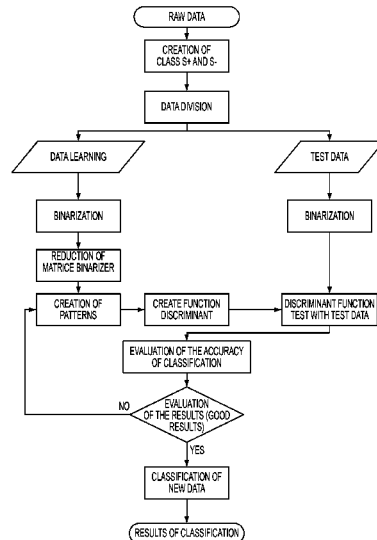 RAW DATA
CREATION OF
CLASS S+ AND S-
DATA DIVISION
DATA LEARNING
TEST DATA
BINARIZATION
BINARIZATION
REDUCTION OF
MATRICE BINARIZER
CREATION OF
PATTERNS
CREATE FUNCTION
DISCRIMINANT
DISCRIMINANT FUNCTION
TEST WITH TEST DATA
EVALUATION OF THE ACCURACY
OF CLASSIFICATION
NO
EVALUATION
OF THE RESULTS (GOOD
RESULTS)
YES
CLASSIFICATION OF
NEW DATA
RESULTS OF CLASSIFICATION